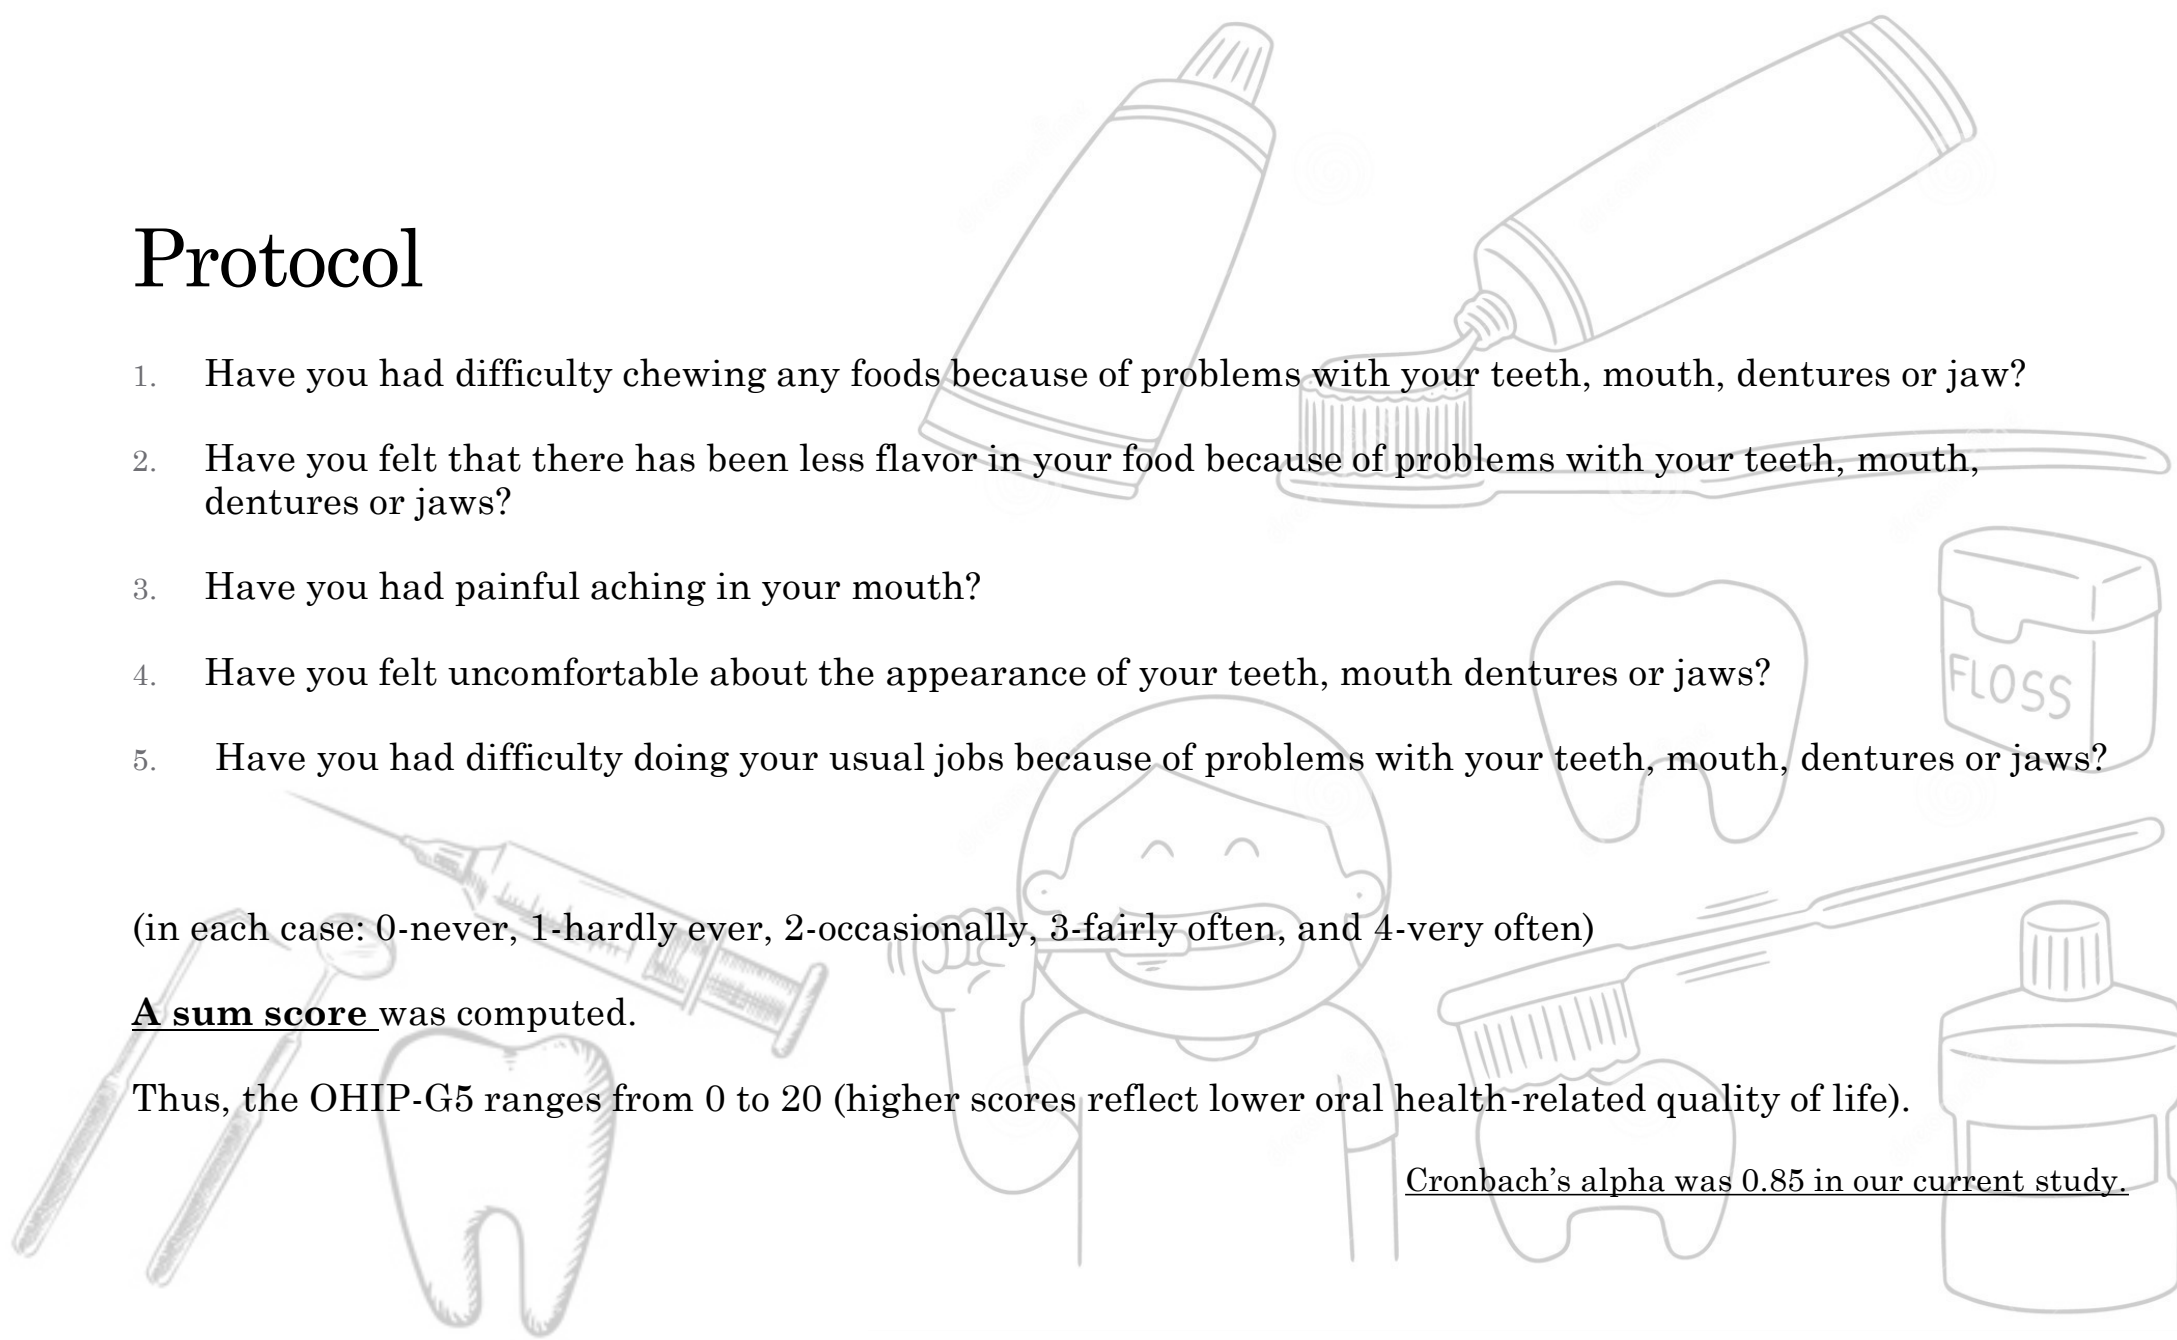 Protocol
1. Have you had difficulty chewing any foods because of problems with your teeth, mouth, dentures or jaw?
2. Have you felt that there has been less flavor in your food because of problems with your teeth, mouth,
dentures or jaws?
3. Have you had painful aching in your mouth?
4. Have you felt uncomfortable about the appearance of your teeth, mouth dentures or jaws?
FLOSS
5. Have you had difficulty doing your usual jobs because of problems with your teeth, mouth, dentures or jaws?
(in each case: 0-never, 1-hardly ever, 2-occasionally, 3-fairly often, and 4-very often)
A sum score was computed.
Thus, the OHIP-G5 ranges from 0 to 20 (higher scores reflect lower oral health-related quality of life).
Cronbach’s alpha was 0.85 in our current study.